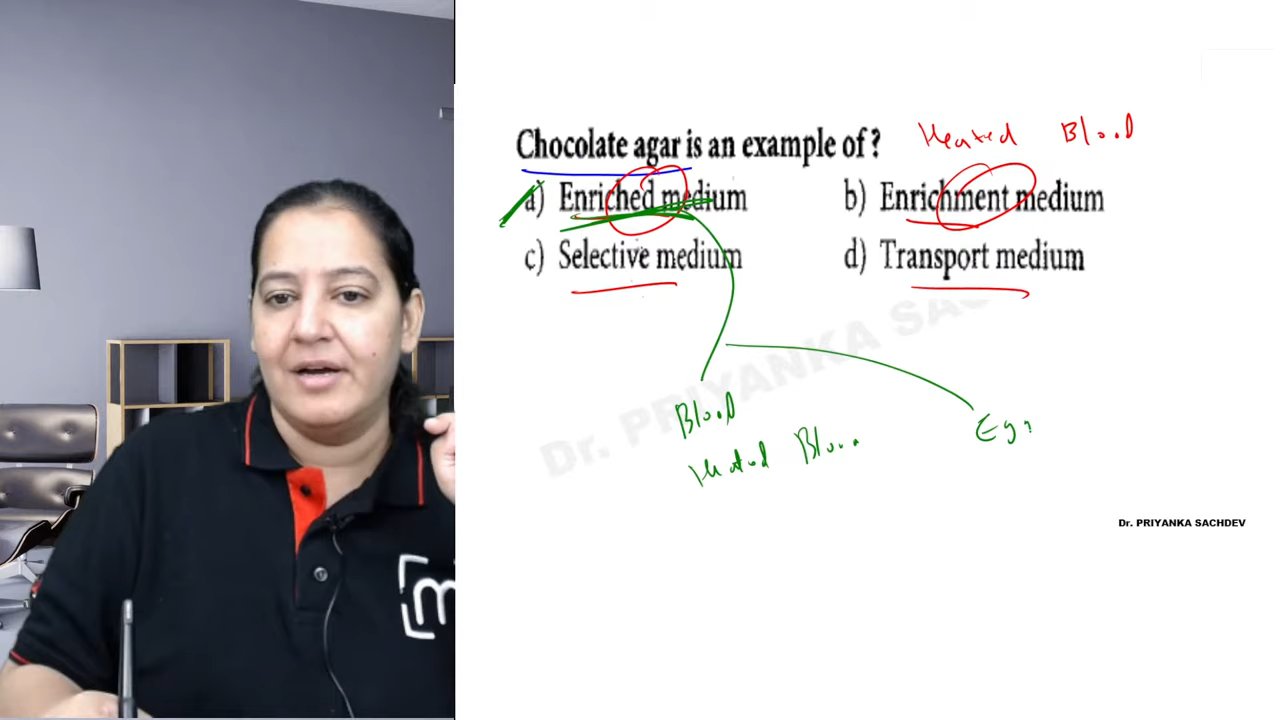 Chocolate agar is an example of ? Heated Blood
a) Enriched medium b) Enrichment medium
c) Selective medium d) Transport medium
Dr. PRIYANKA SACHDEV
Blood
Heated Blood
Egg
Dr. PRIYANKA SACHDEV
m